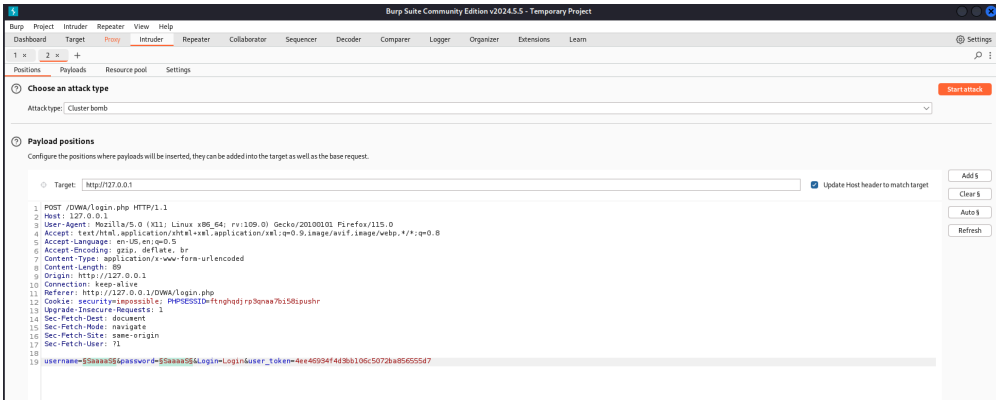 Burp Suite Community Edition v2024.5.5 - Temporary Project
Burp Project Intruder Repeater View Help
Dashboard Target Proxy Intruder Repeater Collaborator Sequencer Decoder Comparer Logger Organizer Extensions Learn Settings
1 × 2 × +
Positions Payloads Resource pool Settings
Choose an attack type
Start attack
Attack type: Cluster bomb
Payload positions
Configure the positions where payloads will be inserted, they can be added into the target as well as the base request.
Target: http://127.0.0.1 Update Host header to match target
Add §
Clear §
Auto §
Refresh
1 POST /DVWA/login.php HTTP/1.1
2 Host: 127.0.0.1
3 User-Agent: Mozilla/5.0 (X11; Linux x86_64; rv:109.0) Gecko/20100101 Firefox/115.0
4 Accept: text/html,application/xhtml+xml,application/xml;q=0.9,image/avif,image/webp,*/*;q=0.8
5 Accept-Language: en-US,en;q=0.5
6 Accept-Encoding: gzip, deflate, br
7 Content-Type: application/x-www-form-urlencoded
8 Content-Length: 89
9 Origin: http://127.0.0.1
10 Connection: keep-alive
11 Referer: http://127.0.0.1/DVWA/login.php
12 Cookie: security=impossible; PHPSESSID=ftnghqdjrp3qnaa7bi58ipushr
13 Upgrade-Insecure-Requests: 1
14 Sec-Fetch-Dest: document
15 Sec-Fetch-Mode: navigate
16 Sec-Fetch-Site: same-origin
17 Sec-Fetch-User: ?1
18
19 username=§SaaaaS§&password=§SaaaaS§&Login=Login&user_token=4ee46934f4d3bb106c5072ba856555d7